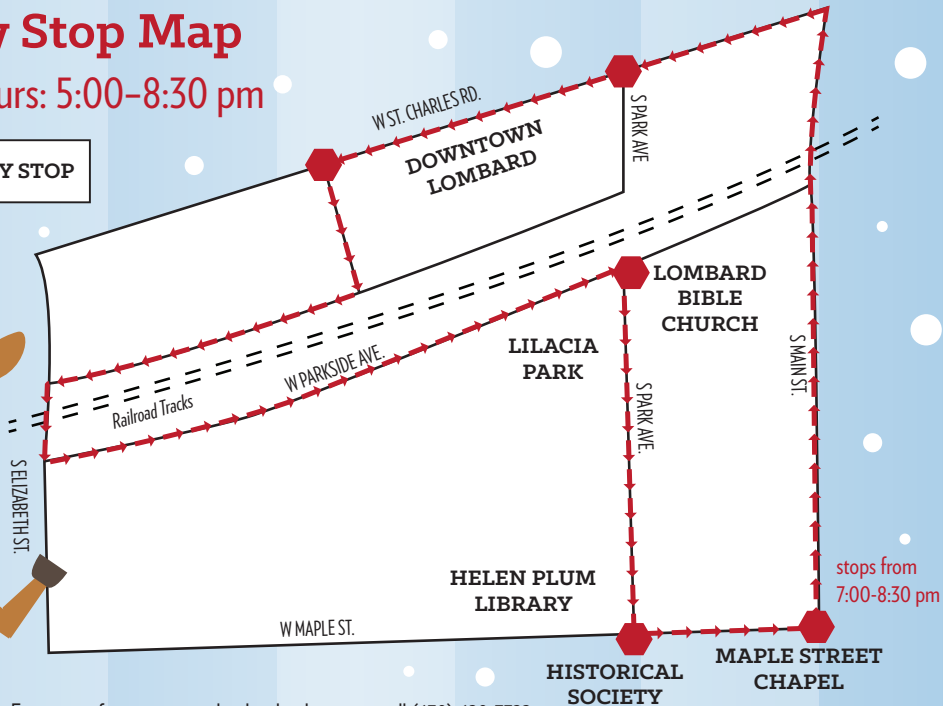 Stop Map
5:00–8:30 pm
STOP
W ST. CHARLES RD.
S PARK AVE
DOWNTOWN
LOMBARD
LOMBARD
BIBLE
CHURCH
LILACIA
PARK
W PARKSIDE AVE.
Railroad Tracks
S MAIN ST.
S PARK AVE.
S ELIZABETH ST.
stops from
7:00-8:30 pm
HELEN PLUM
LIBRARY
W MAPLE ST.
HISTORICAL
SOCIETY
MAPLE STREET
CHAPEL